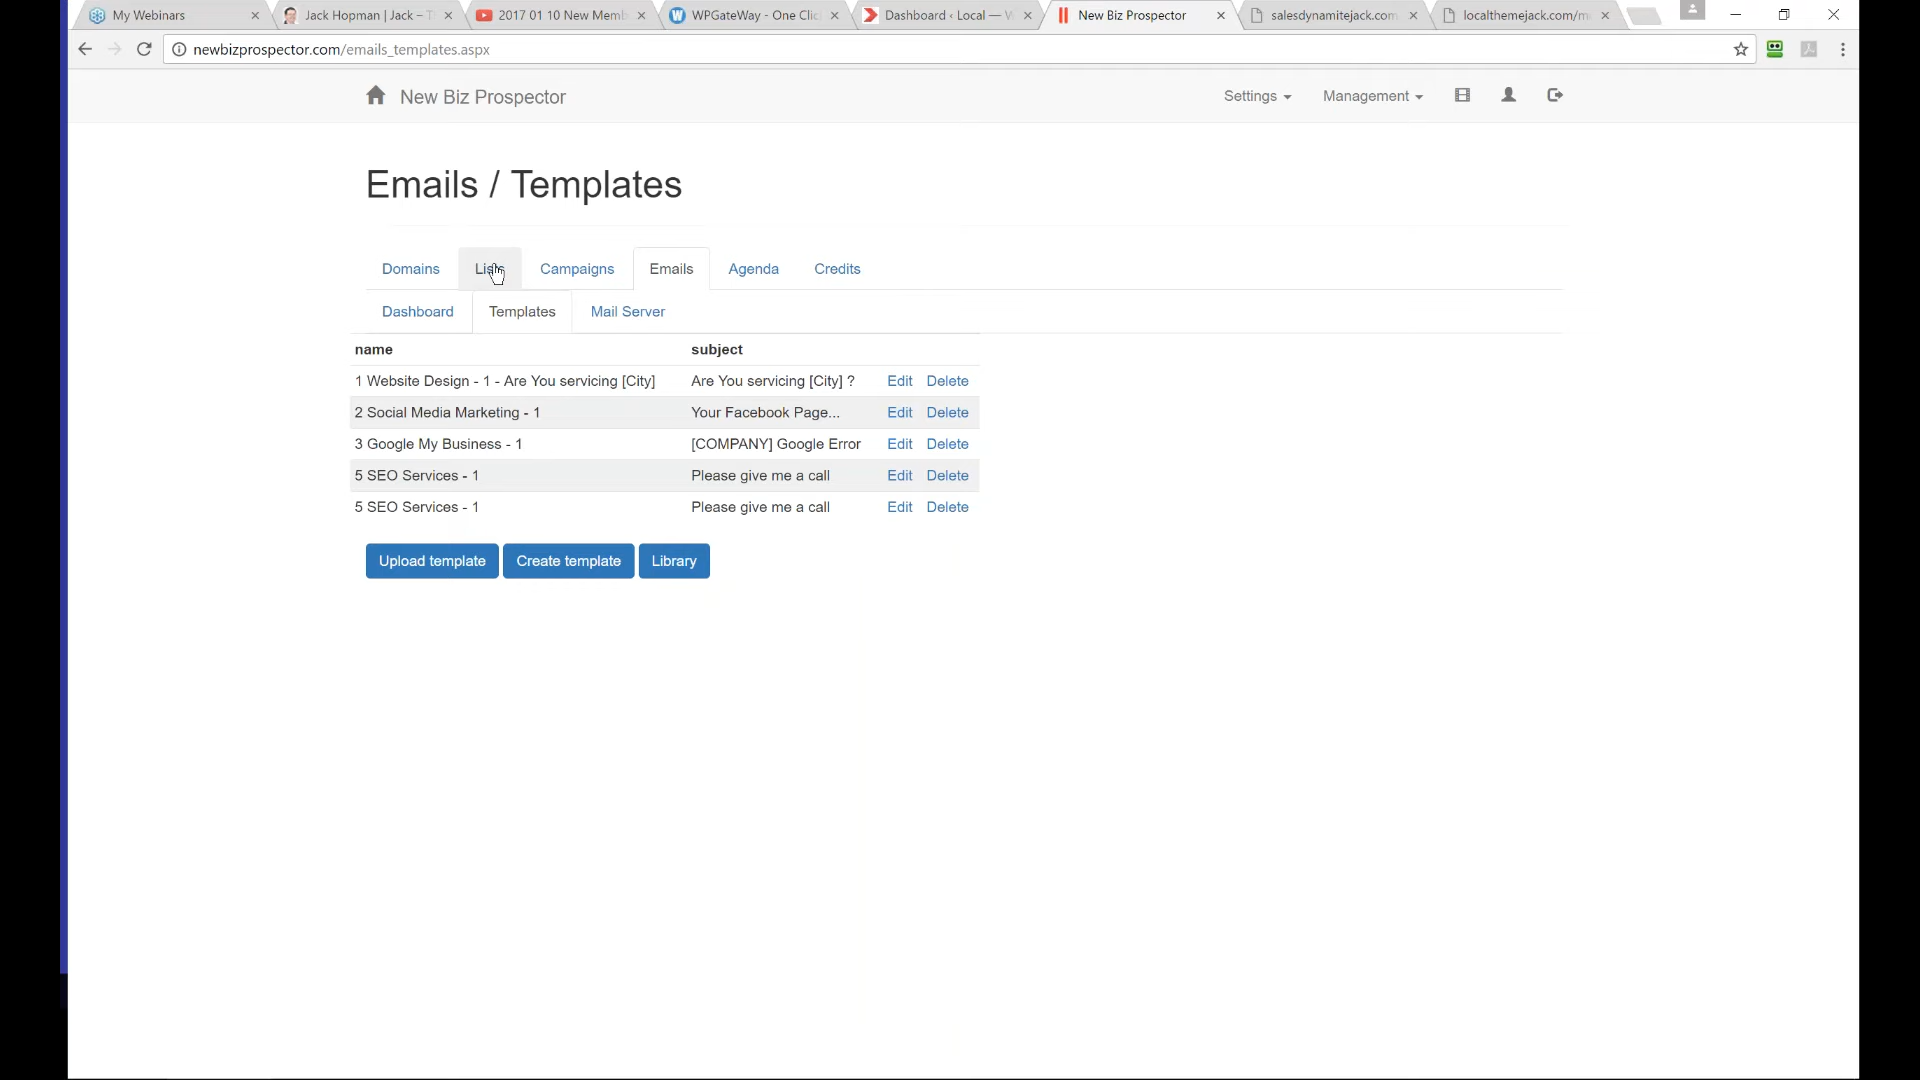 My Webinars
Jack Hopman | Jack – T
2017 01 10 New Memb
WPGateWay - One Clic
Dashboard ‹ Local — W
New Biz Prospector
salesdynamitejack.com
localthemejack.com/m
newbizprospector.com/emails_templates.aspx
New Biz Prospector
Settings
Management
Emails / Templates
Domains
Lists
Campaigns
Emails
Agenda
Credits
Dashboard
Templates
Mail Server
name subject
1 Website Design - 1 - Are You servicing [City] Are You servicing [City] ? Edit Delete
2 Social Media Marketing - 1 Your Facebook Page... Edit Delete
3 Google My Business - 1 [COMPANY] Google Error Edit Delete
5 SEO Services - 1 Please give me a call Edit Delete
5 SEO Services - 1 Please give me a call Edit Delete
Upload template
Create template
Library